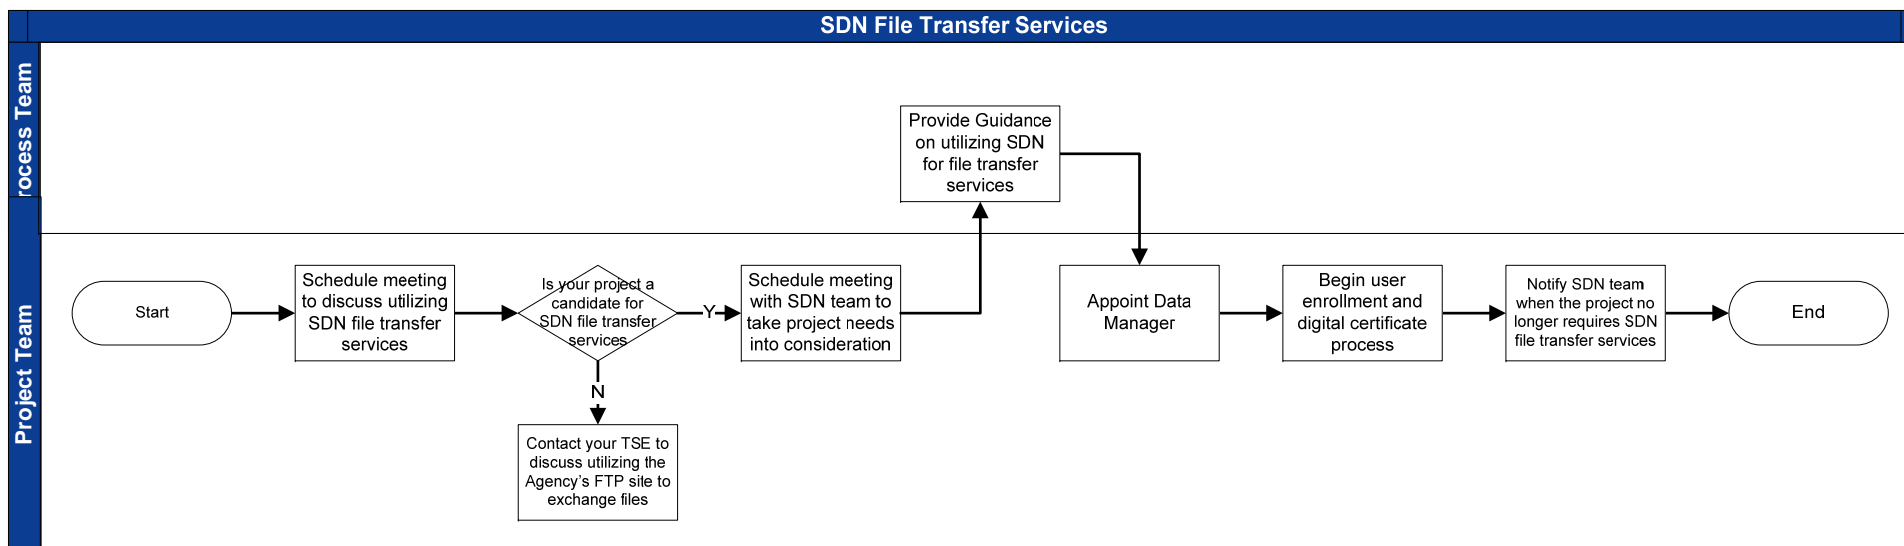 SDN File Transfer Services
rocess Team
Provide Guidance
on utilizing SDN
for file transfer
services
Project Team
Start
Schedule meeting
to discuss utilizing
SDN file transfer
services
Is your project a
candidate for
SDN file transfer
services
Y
N
Contact your TSE to
discuss utilizing the
Agency's FTP site to
exchange files
Schedule meeting
with SDN team to
take project needs
into consideration
Appoint Data
Manager
Begin user
enrollment and
digital certificate
process
Notify SDN team
when the project no
longer requires SDN
file transfer services
End